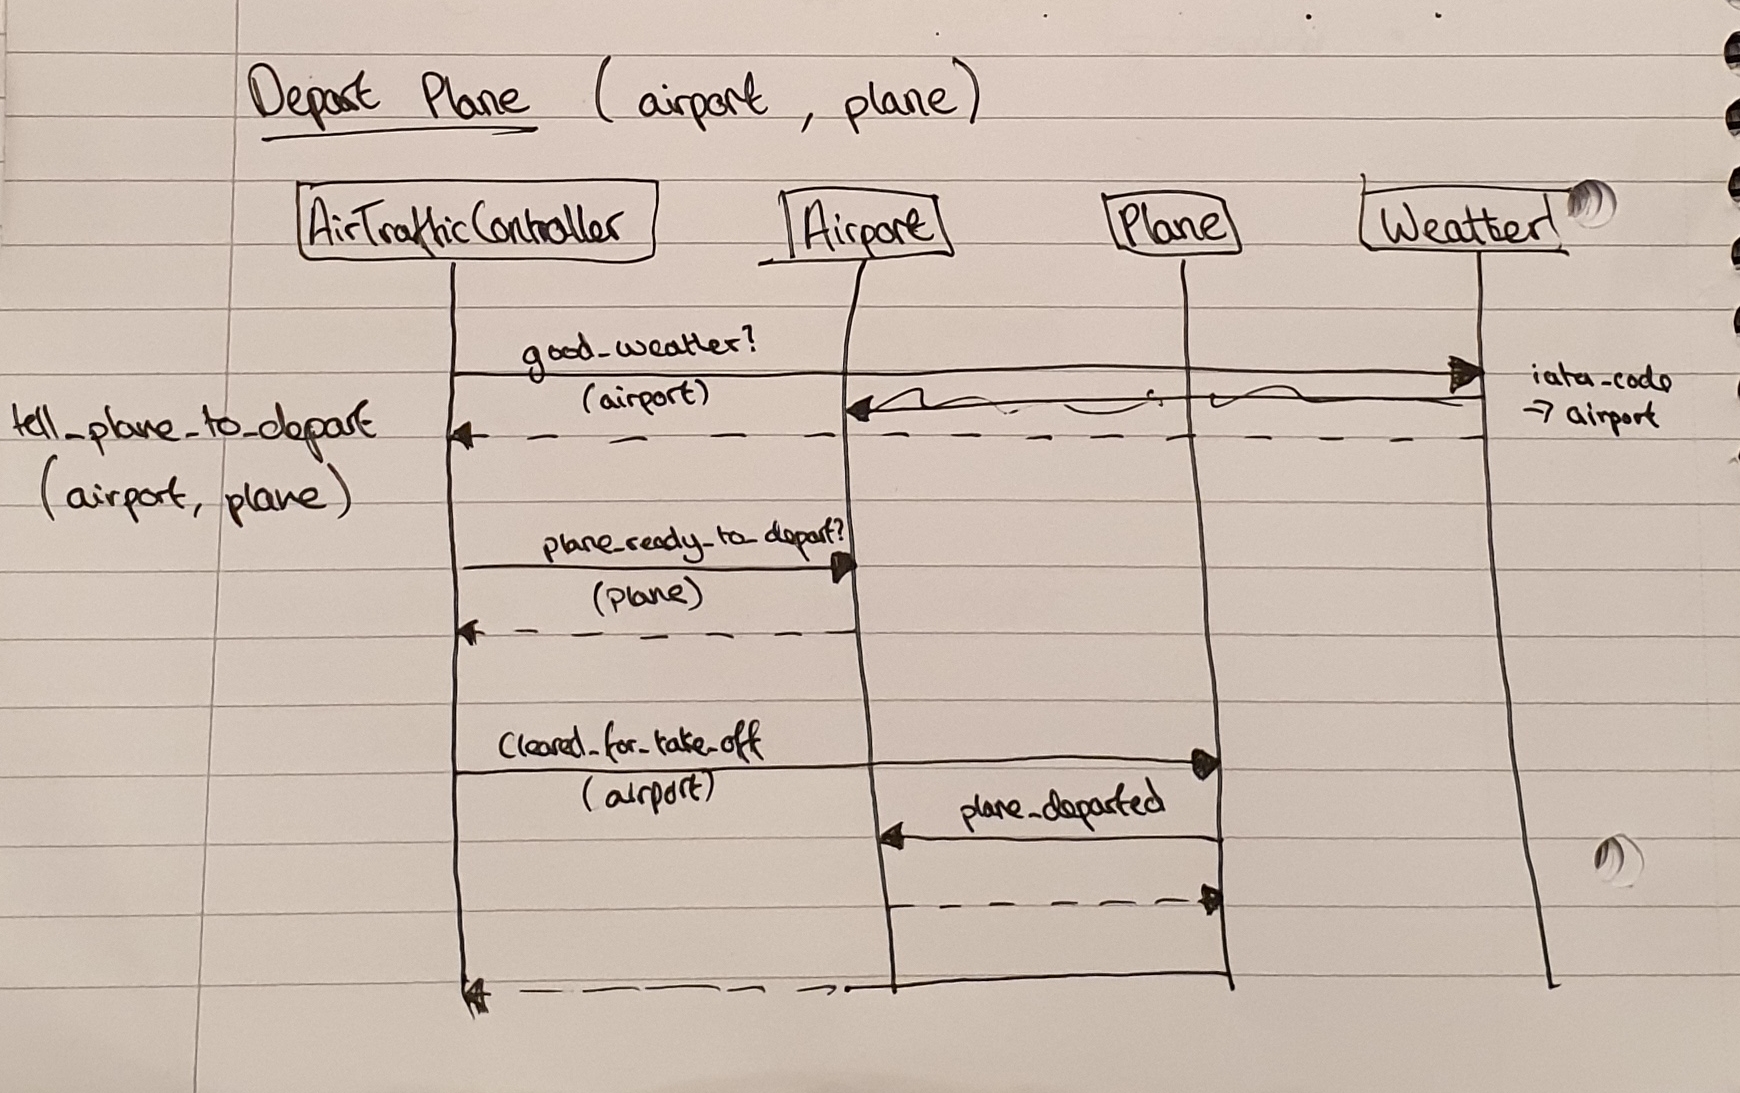 Depart Plane (airport, plane)
AirTrafficController
Airport
Plane
Weather
good_weather?
(airport)
iata_code
→ airport
tell_plane_to_depart
(airport, plane)
plane_ready_to_depart?
(plane)
Cleared_for_take_off
(airport)
plane_departed